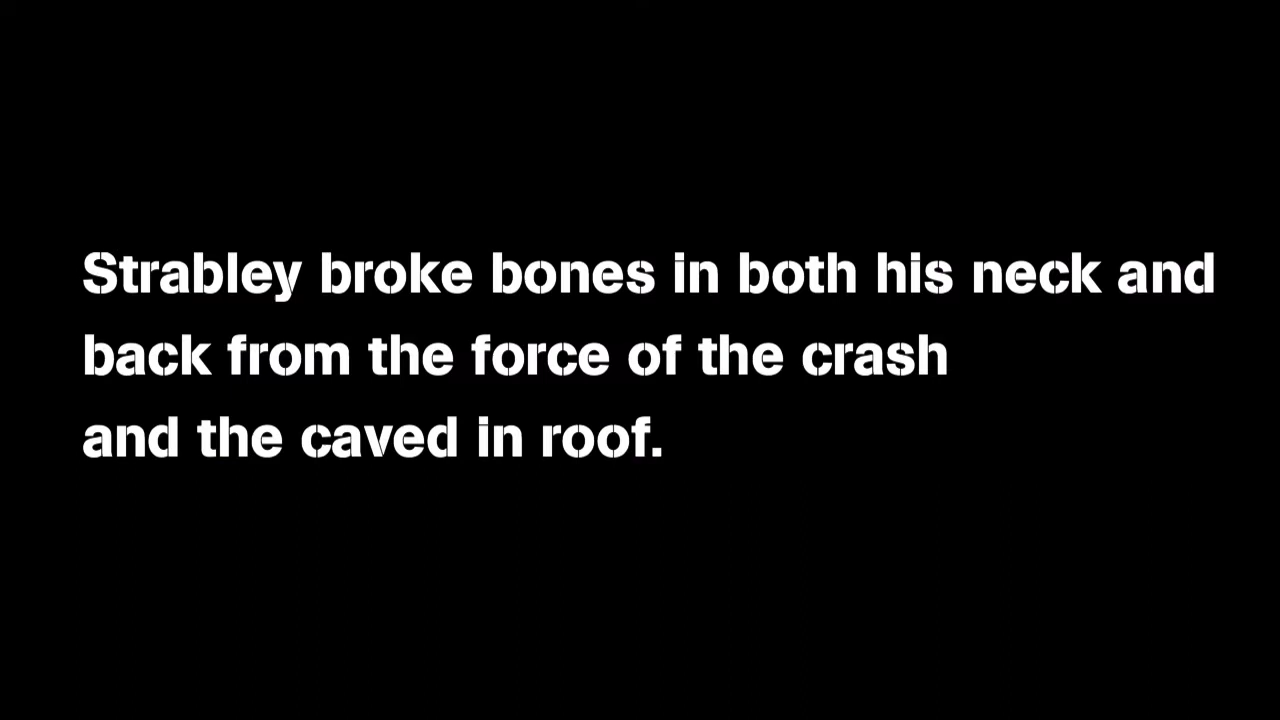 Strabley broke bones in both his neck and
back from the force of the crash
and the caved in roof.